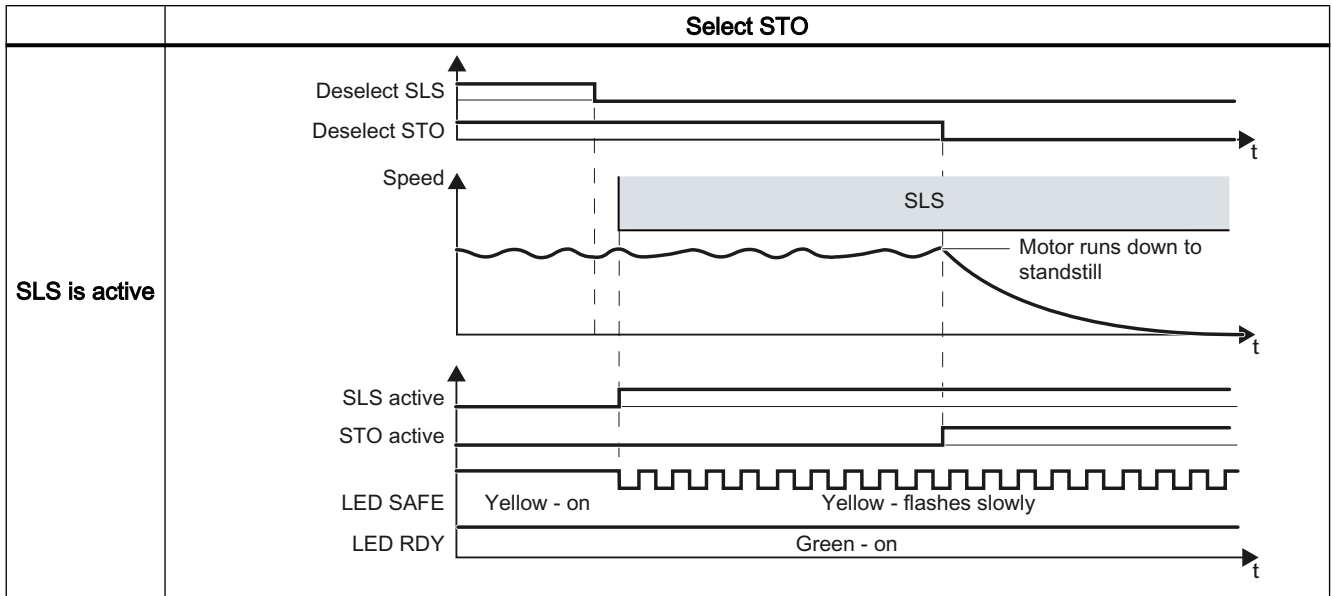 Select STO
Deselect SLS
Deselect STO
t
Speed
SLS
Motor runs down to
standstill
SLS is active
t
SLS active
STO active
LED SAFE
Yellow - on
Yellow - flashes slowly
LED RDY
Green - on
t